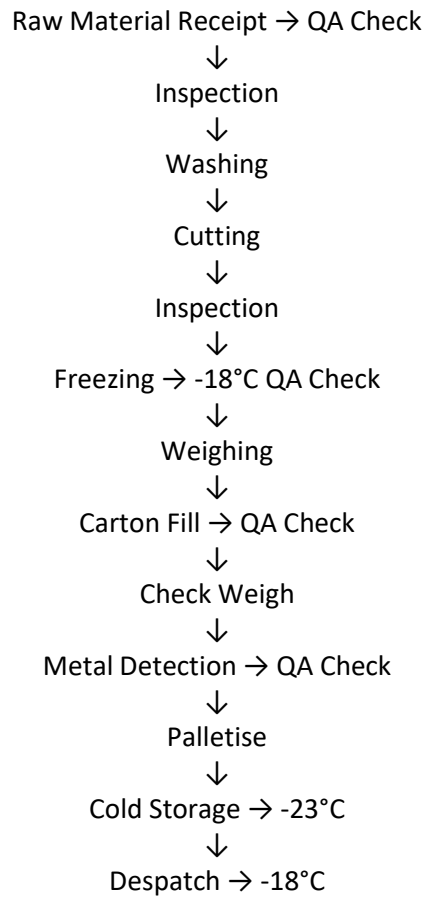 Raw Material Receipt → QA Check
↓
Inspection
↓
Washing
↓
Cutting
↓
Inspection
↓
Freezing → -18°C QA Check
↓
Weighing
↓
Carton Fill → QA Check
↓
Check Weigh
↓
Metal Detection → QA Check
↓
Palletise
↓
Cold Storage → -23°C
↓
Despatch → -18°C